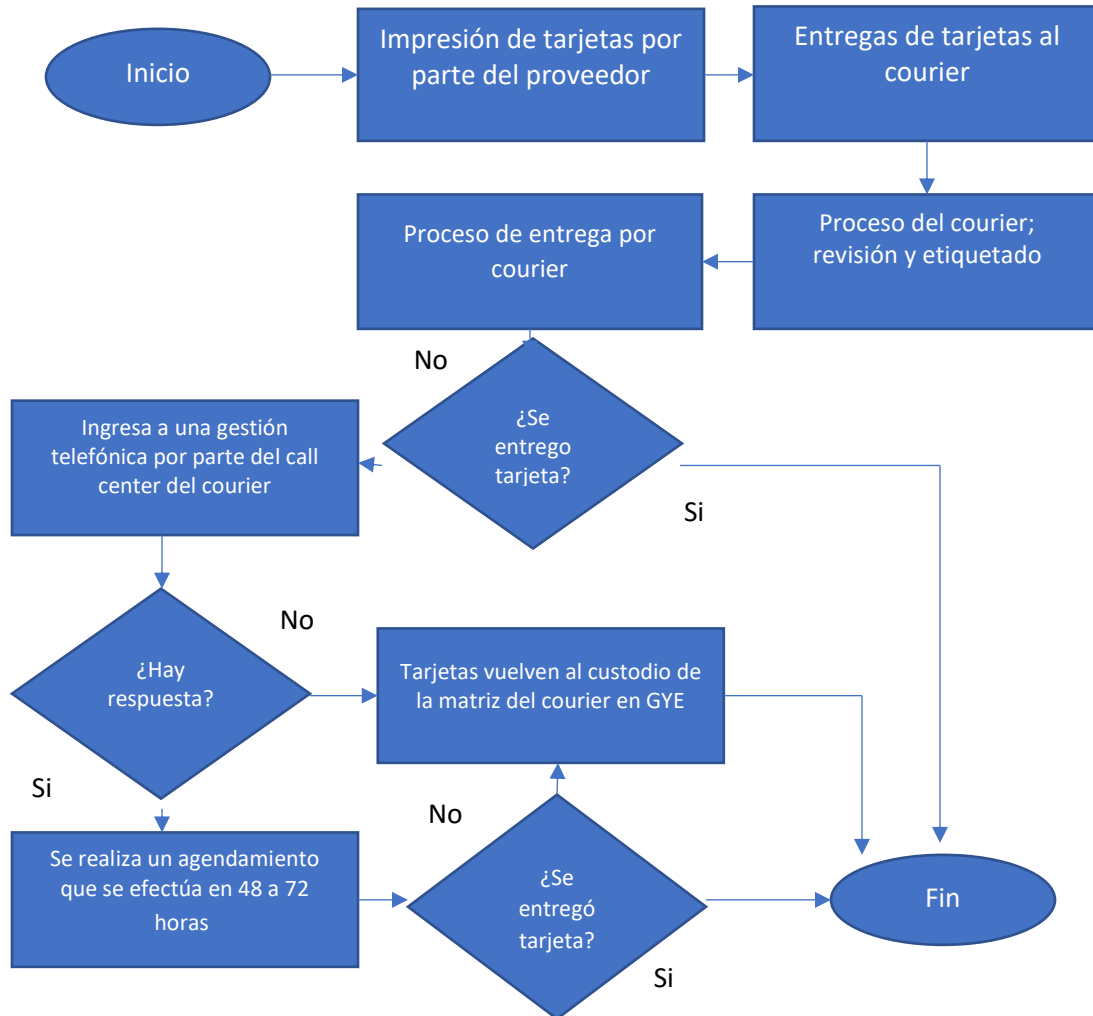 Inicio
Impresión de tarjetas por
parte del proveedor
Entregas de tarjetas al
courier
Proceso del courier;
revisión y etiquetado
Proceso de entrega por
courier
No
¿Se
entrego
tarjeta?
Si
Ingresa a una gestión
telefónica por parte del call
center del courier
¿Hay
respuesta?
No
Tarjetas vuelven al custodio de
la matriz del courier en GYE
Si
Se realiza un agendamiento
que se efectúa en 48 a 72
horas
No
¿Se
entregó
tarjeta?
Si
Fin